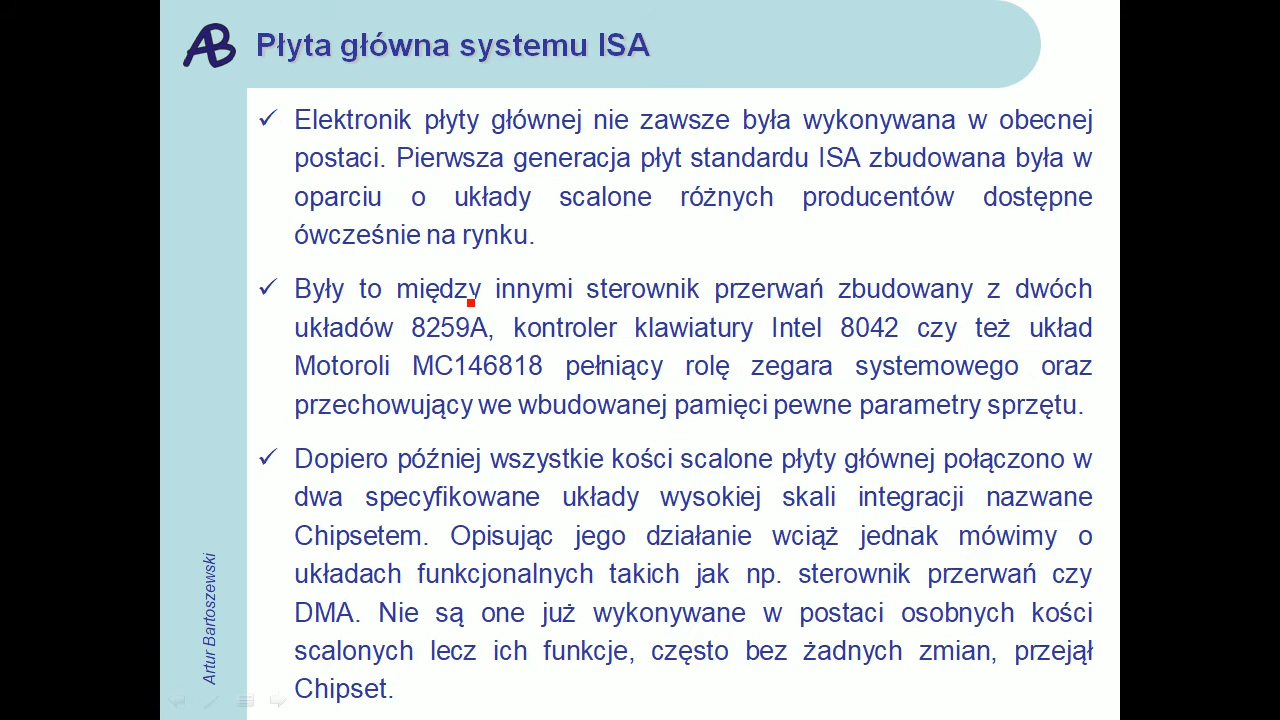 AB
Płyta główna systemu ISA
✓ Elektronik płyty głównej nie zawsze była wykonywana w obecnej
postaci. Pierwsza generacja płyt standardu ISA zbudowana była w
oparciu o układy scalone różnych producentów dostępne
ówcześnie na rynku.
✓ Były to między innymi sterownik przerwań zbudowany z dwóch
układów 8259A, kontroler klawiatury Intel 8042 czy też układ
Motoroli MC146818 pełniący rolę zegara systemowego oraz
przechowujący we wbudowanej pamięci pewne parametry sprzętu.
✓ Dopiero później wszystkie kości scalone płyty głównej połączono w
dwa specyfikowane układy wysokiej skali integracji nazwane
Chipsetem. Opisując jego działanie wciąż jednak mówimy o
układach funkcjonalnych takich jak np. sterownik przerwań czy
DMA. Nie są one już wykonywane w postaci osobnych kości
scalonych lecz ich funkcje, często bez żadnych zmian, przejął
Chipset.
Artur Bartoszewski